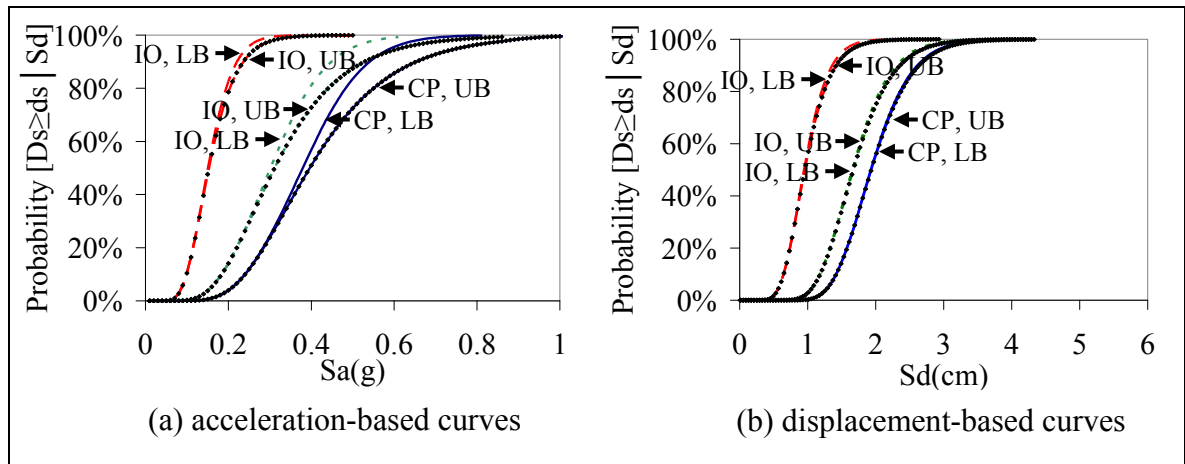 Probability [Ds≥ds | Sd]
100%
80%
60%
40%
20%
0%
IO, LB
IO, UB
IO, UB
IO, LB
CP, UB
CP, LB
0 0.2 0.4 0.6 0.8 1
Sa(g)
(a) acceleration-based curves
Probability [Ds≥ds | Sd]
100%
80%
60%
40%
20%
0%
IO, LB
IO, UB
IO, UB
IO, LB
CP, UB
CP, LB
0 1 2 3 4 5 6
Sd(cm)
(b) displacement-based curves